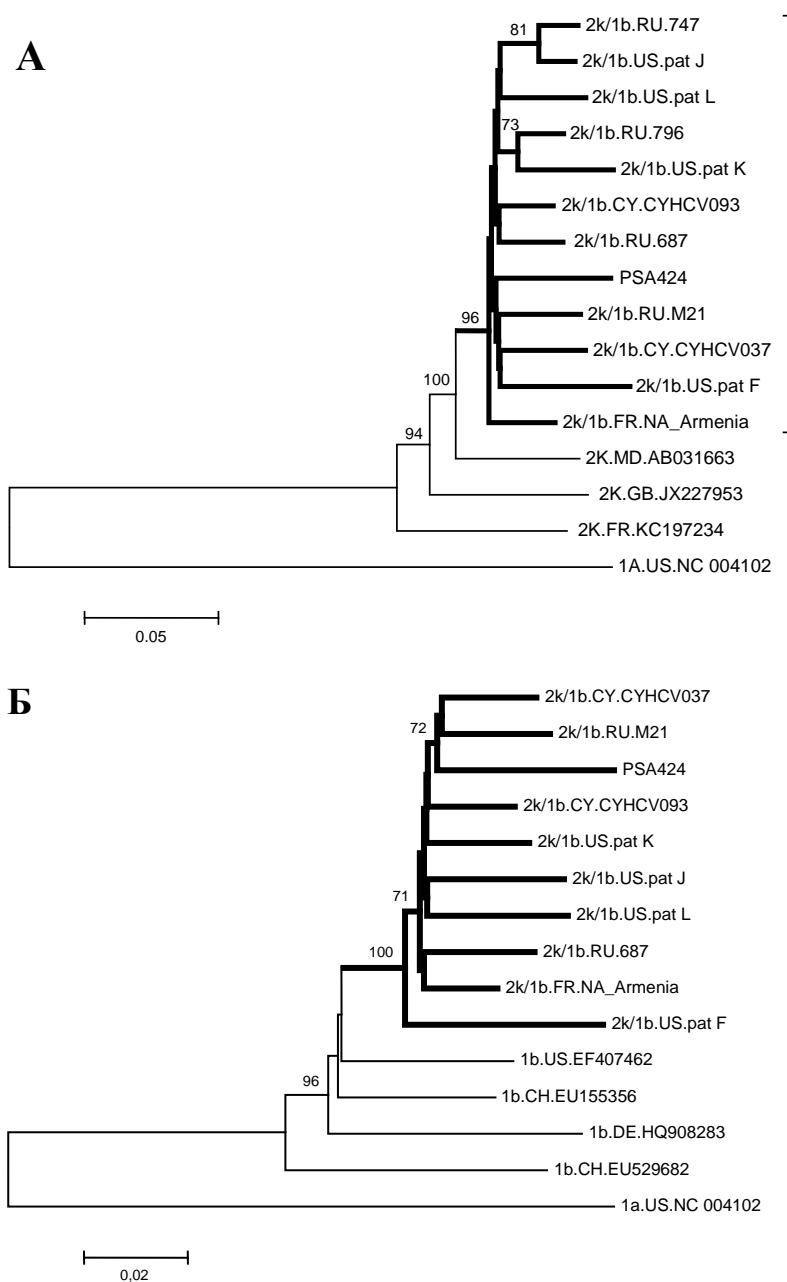 А
81
2k/1b.RU.747
2k/1b.US.pat J
2k/1b.US.pat L
73
2k/1b.RU.796
2k/1b.US.pat K
2k/1b.CY.CYHCV093
2k/1b.RU.687
PSA424
2k/1b.RU.M21
96
2k/1b.CY.CYHCV037
2k/1b.US.pat F
100
2k/1b.FR.NA_Armenia
94
2K.MD.AB031663
2K.GB.JX227953
2K.FR.KC197234
1A.US.NC 004102
0.05
Б
2k/1b.CY.CYHCV037
72
2k/1b.RU.M21
PSA424
2k/1b.CY.CYHCV093
2k/1b.US.pat K
2k/1b.US.pat J
71
2k/1b.US.pat L
2k/1b.RU.687
100
2k/1b.FR.NA_Armenia
2k/1b.US.pat F
1b.US.EF407462
96
1b.CH.EU155356
1b.DE.HQ908283
1b.CH.EU529682
1a.US.NC 004102
0,02